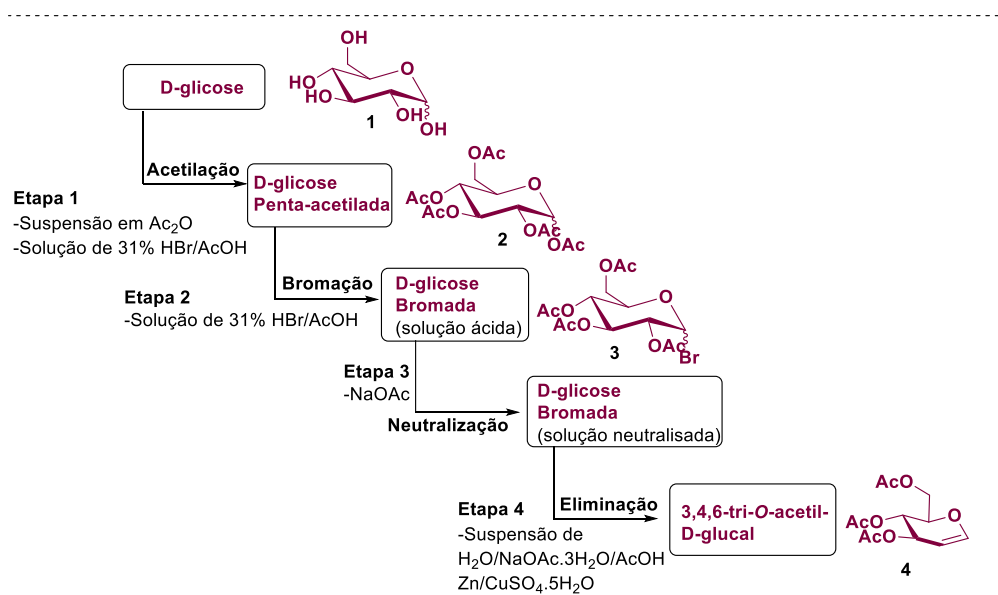 OH
D-glicose
HO
HO
O
OH
OH
1
Acetilação
Etapa 1
-Suspensão em Ac2O
-Solução de 31% HBr/AcOH
D-glicose
Penta-acetilada
OAc
O
AcO
AcO
OAc
OAc
2
Bromação
Etapa 2
-Solução de 31% HBr/AcOH
D-glicose
Bromada
(solução ácida)
OAc
O
AcO
AcO
OAc
Br
3
Etapa 3
-NaOAc
Neutralização
D-glicose
Bromada
(solução neutralisada)
Etapa 4
Eliminação
-Suspensão de
H2O/NaOAc.3H2O/AcOH
Zn/CuSO4.5H2O
3,4,6-tri-O-acetil-
D-glucal
AcO
O
AcO
AcO
4